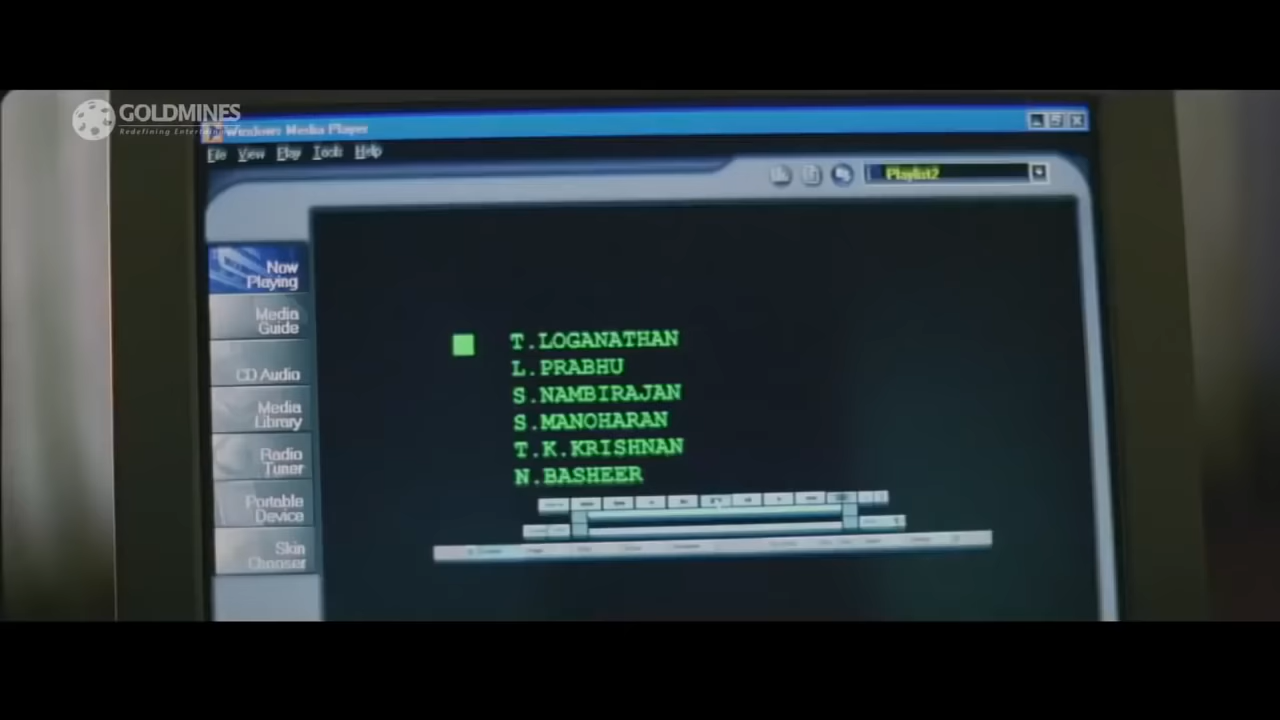 GOLDMINES
Redefining
Windows Media Player
File View Play Tools Help
Playlist2
Now
Playing
Media
Guide
CD Audio
Media
Library
Radio
Tuner
Portable
Device
Skin
Chooser
T.LOGANATHAN
L.PRABHU
S.NAMBIRAJAN
S.MANOHARAN
T.K.KRISHNAN
N.BASHEER